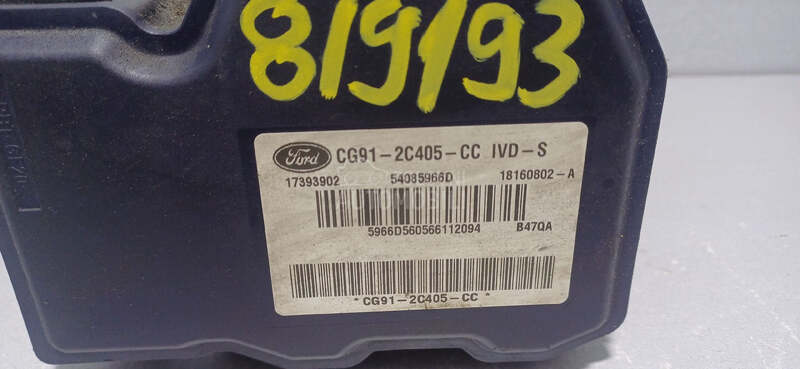 819193
Ford CG91-2C405-CC IVD-S
17393902 54085966D 18160802-A
5966D560566112094 B47QA
*CG91-2C405-CC*